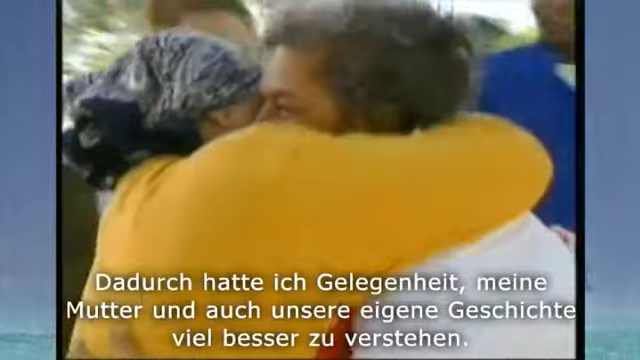 Dadurch hatte ich Gelegenheit, meine
Mutter und auch unsere eigene Geschichte
viel besser zu verstehen.